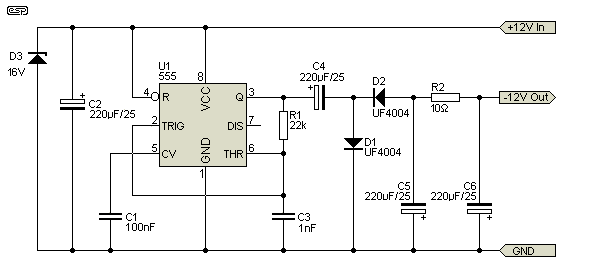 esp
+12V In
D3
16V
C2
220µF/25
U1
555
4
R
8
VCC
Q
3
2
TRIG
DIS
7
5
CV
GND
THR
6
1
R1
22k
C4
220µF/25
D2
UF4004
D1
UF4004
R2
10Ω
-12V Out
C1
100nF
C3
1nF
C5
220µF/25
C6
220µF/25
GND
+
+
+
+